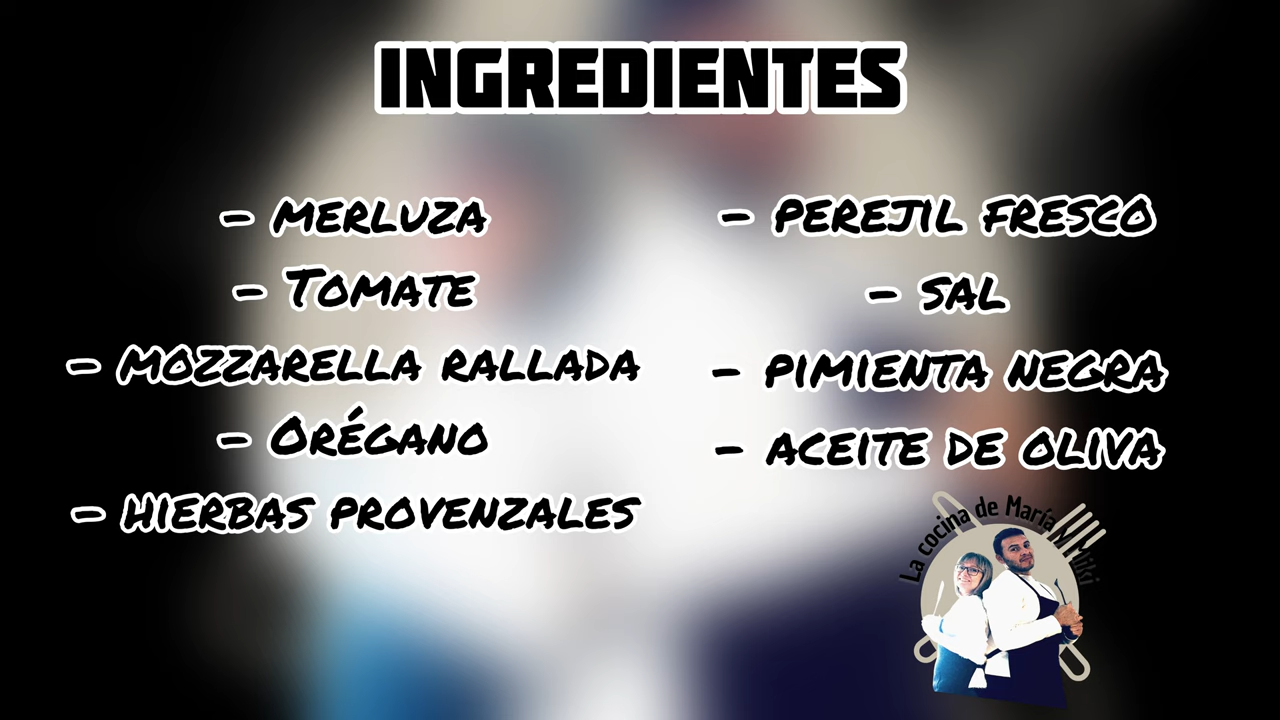 INGREDIENTES
- MERLUZA
- TOMATE
- MOZZARELLA RALLADA
- ORÉGANO
- HIERBAS PROVENZALES
- PEREJIL FRESCO
- SAL
- PIMIENTA NEGRA
- ACEITE DE OLIVA
La cocina de María y Miki